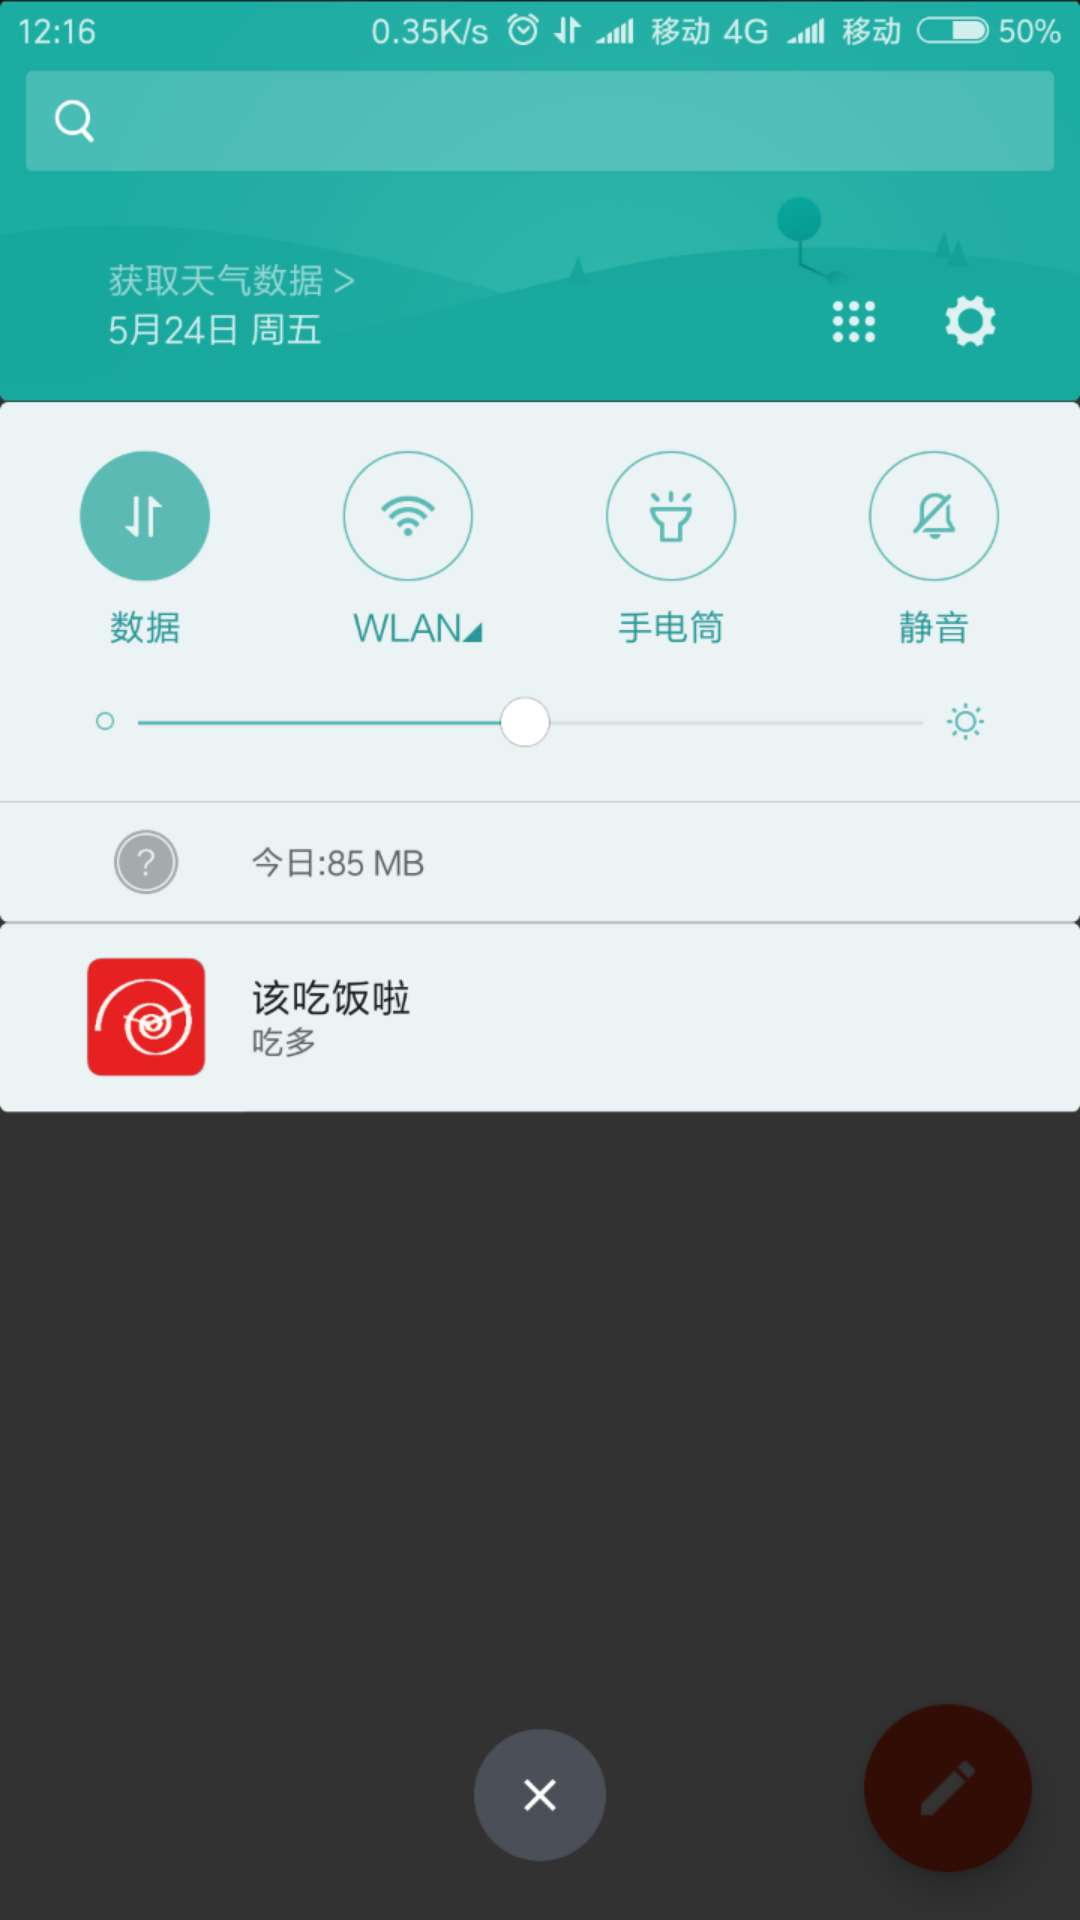 12:16 0.35K/s 移动 4G 移动 50%
获取天气数据 >
5月24日 周五
数据 WLAN 手电筒 静音
? 今日:85 MB
该吃饭啦
吃多